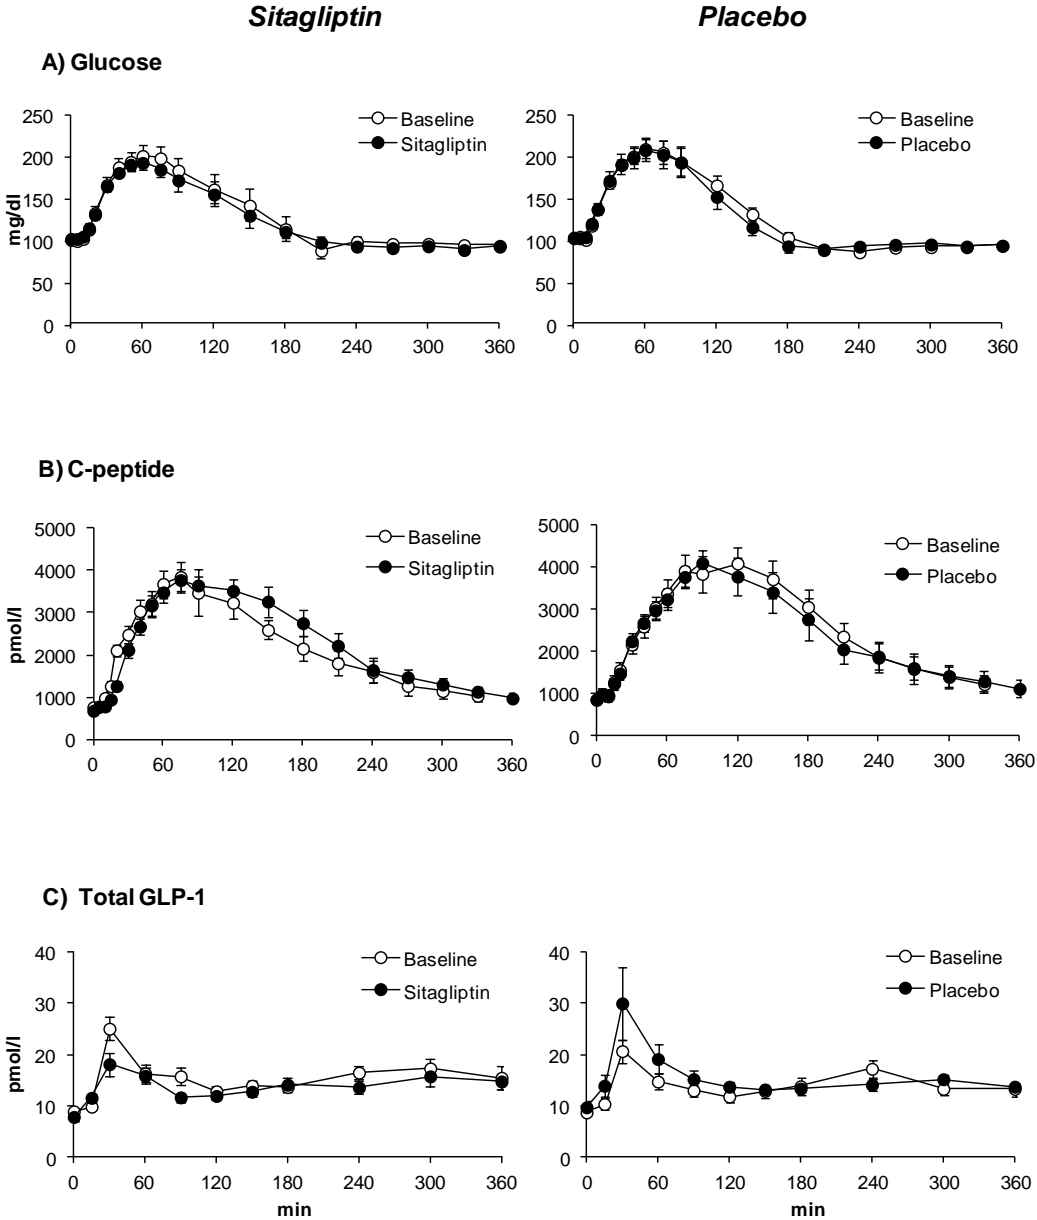 Sitagliptin Placebo
A) Glucose
250 Baseline 250 Baseline
200 Sitagliptin 200 Placebo
150 150
mg/dl
100 100
50 50
0 0
0 60 120 180 240 300 360 0 60 120 180 240 300 360
B) C-peptide
5000 Baseline 5000 Baseline
4000 Sitagliptin 4000 Placebo
3000 3000
pmol/l
2000 2000
1000 1000
0 0
0 60 120 180 240 300 360 0 60 120 180 240 300 360
C) Total GLP-1
40 Baseline 40 Baseline
Sitagliptin Placebo
30 30
pmol/l
20 20
10 10
0 0
0 60 120 180 240 300 360 0 60 120 180 240 300 360
min min